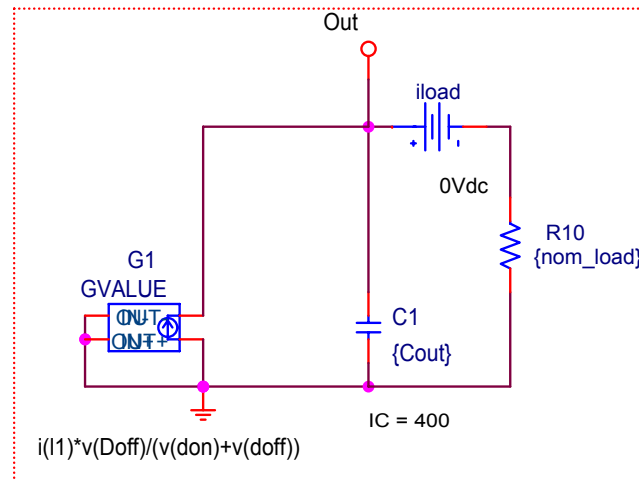 Out
iload
0Vdc
R10
{nom_load}
G1
GVALUE
C1
{Cout}
IC = 400
i(l1)*v(Doff)/(v(don)+v(doff))